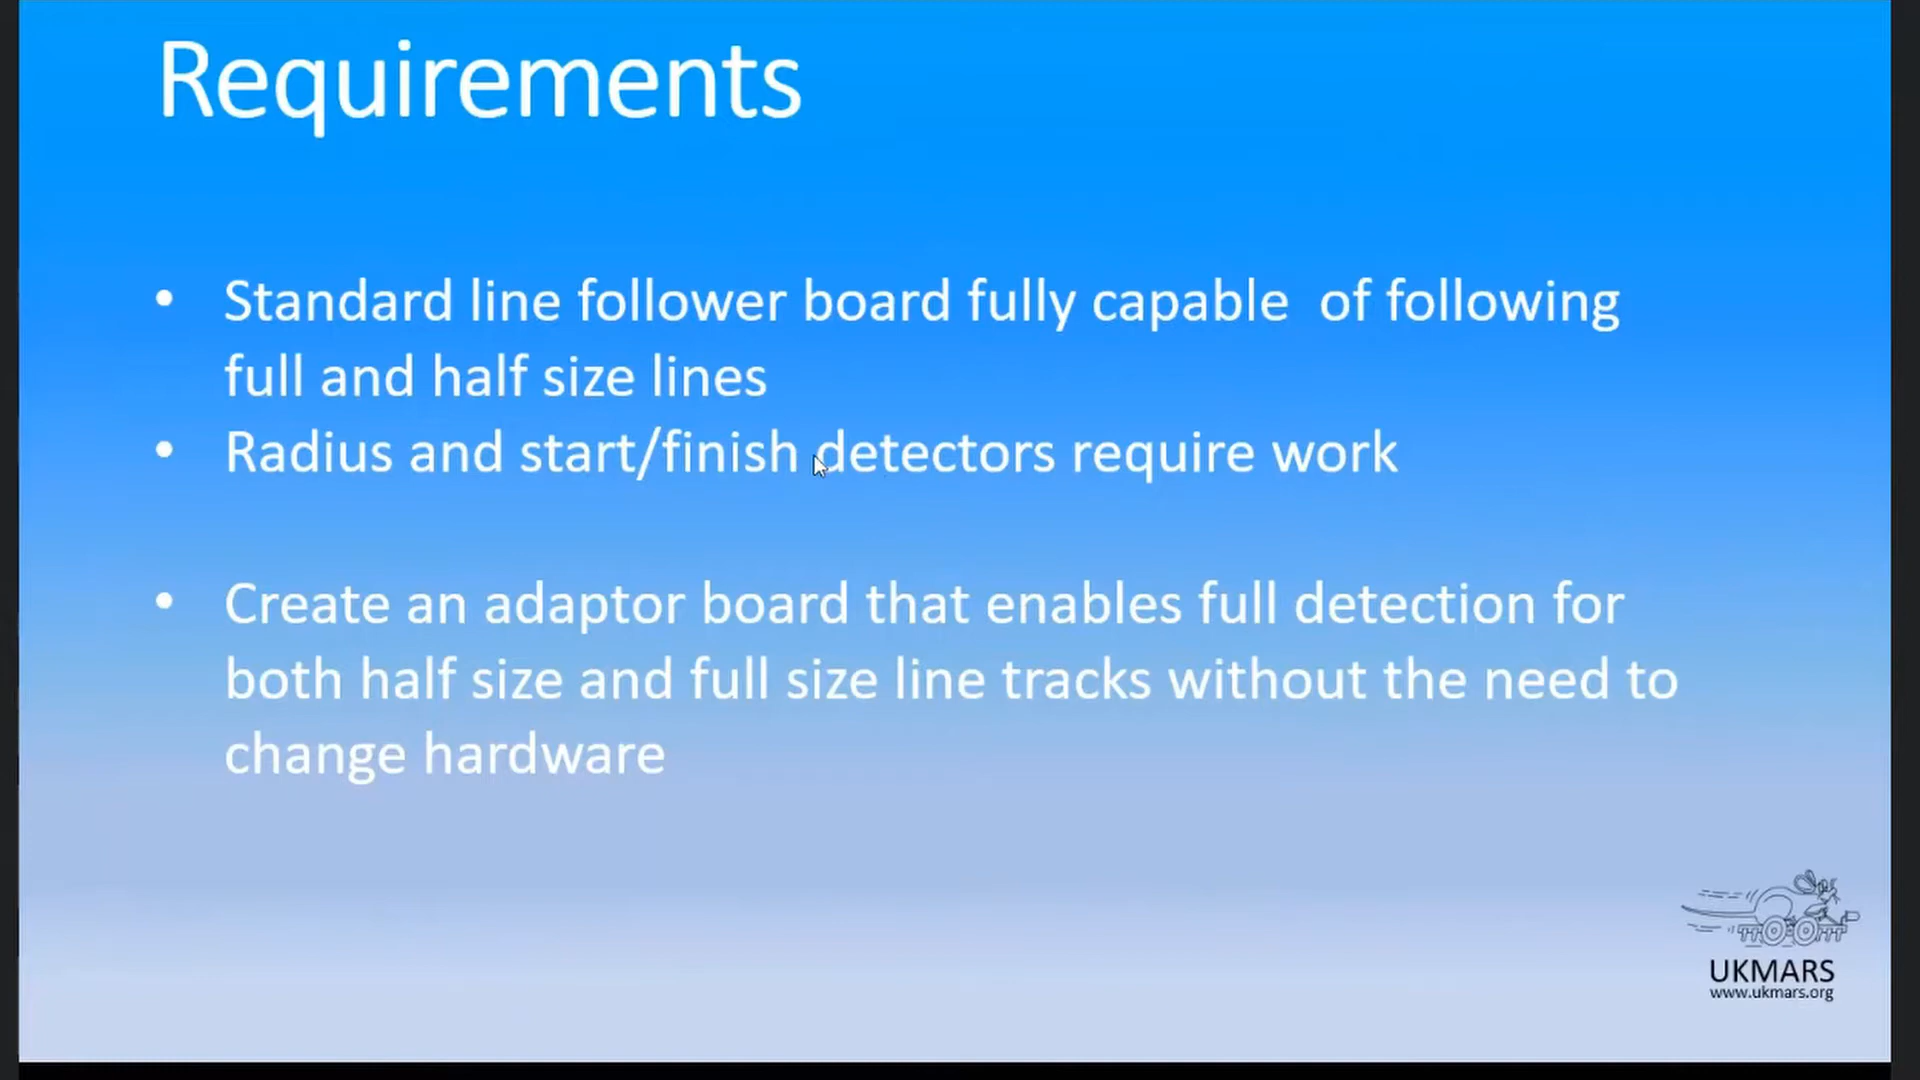 Requirements
• Standard line follower board fully capable  of following
full and half size lines
• Radius and start/finish detectors require work
• Create an adaptor board that enables full detection for
both half size and full size line tracks without the need to
change hardware
UKMARS
www.ukmars.org